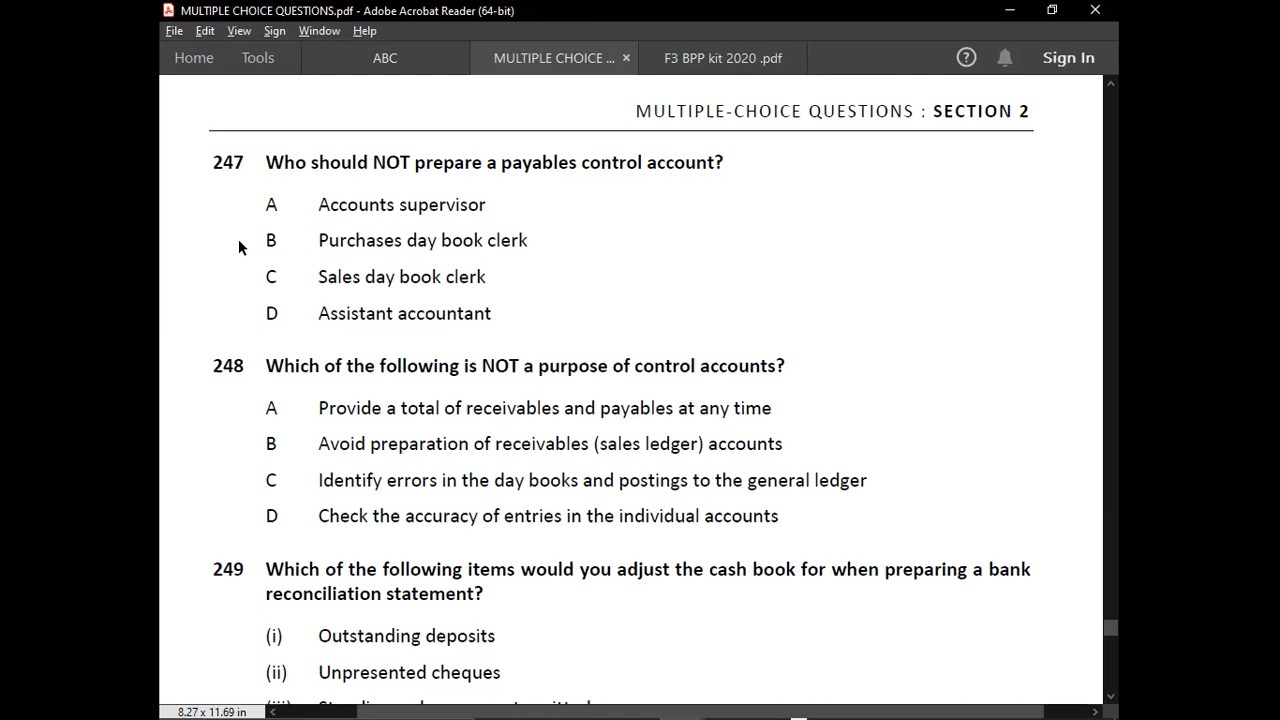 MULTIPLE CHOICE QUESTIONS.pdf - Adobe Acrobat Reader (64-bit)
File Edit View Sign Window Help
Home Tools ABC MULTIPLE CHOICE ... × F3 BPP kit 2020 .pdf ? Sign In
MULTIPLE-CHOICE QUESTIONS : SECTION 2
247 Who should NOT prepare a payables control account?
A Accounts supervisor
B Purchases day book clerk
C Sales day book clerk
D Assistant accountant
248 Which of the following is NOT a purpose of control accounts?
A Provide a total of receivables and payables at any time
B Avoid preparation of receivables (sales ledger) accounts
C Identify errors in the day books and postings to the general ledger
D Check the accuracy of entries in the individual accounts
249 Which of the following items would you adjust the cash book for when preparing a bank
reconciliation statement?
(i) Outstanding deposits
(ii) Unpresented cheques
8.27 x 11.69 in